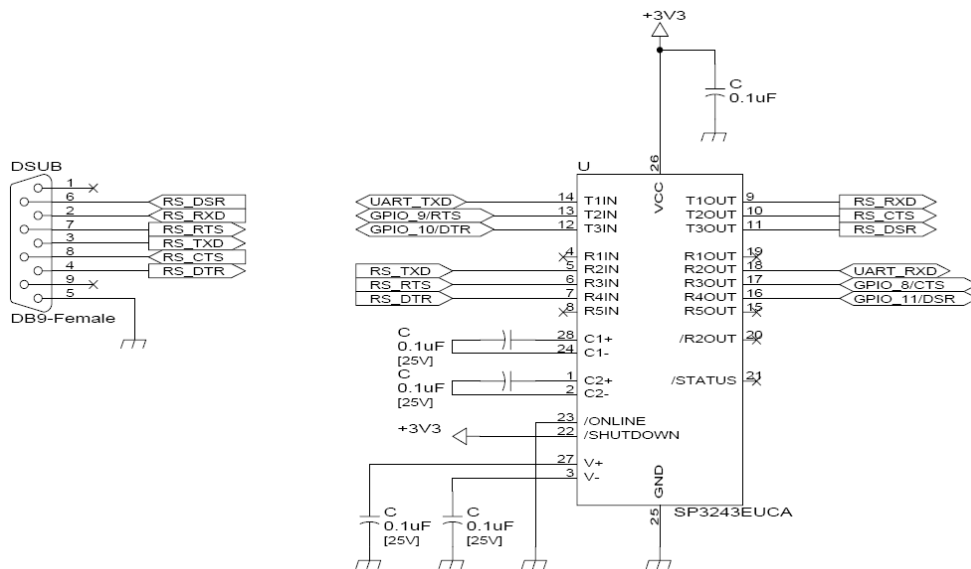 +3V3
C
0.1uF
26
VCC
DSUB
1
6 RS_DSR
2 RS_RXD
7 RS_RTS
3 RS_TXD
8 RS_CTS
4 RS_DTR
9
5
DB9-Female
U
UART_TXD 14 T1IN
GPIO_9/RTS 13 T2IN
GPIO_10/DTR 12 T3IN
4 R1IN
RS_TXD 5 R2IN
RS_RTS 6 R3IN
RS_DTR 7 R4IN
8 R5IN
C
0.1uF
[25V]
28 C1+
24 C1-
C
0.1uF
[25V]
1 C2+
2 C2-
23 /ONLINE
+3V3 22 /SHUTDOWN
27 V+
3 V-
C
0.1uF
[25V]
C
0.1uF
[25V]
T1OUT 9 RS_RXD
T2OUT 10 RS_CTS
T3OUT 11 RS_DSR
R1OUT 19
R2OUT 18 UART_RXD
R3OUT 17 GPIO_8/CTS
R4OUT 16 GPIO_11/DSR
R5OUT 15
/R2OUT 20
/STATUS 21
GND
25
SP3243EUCA